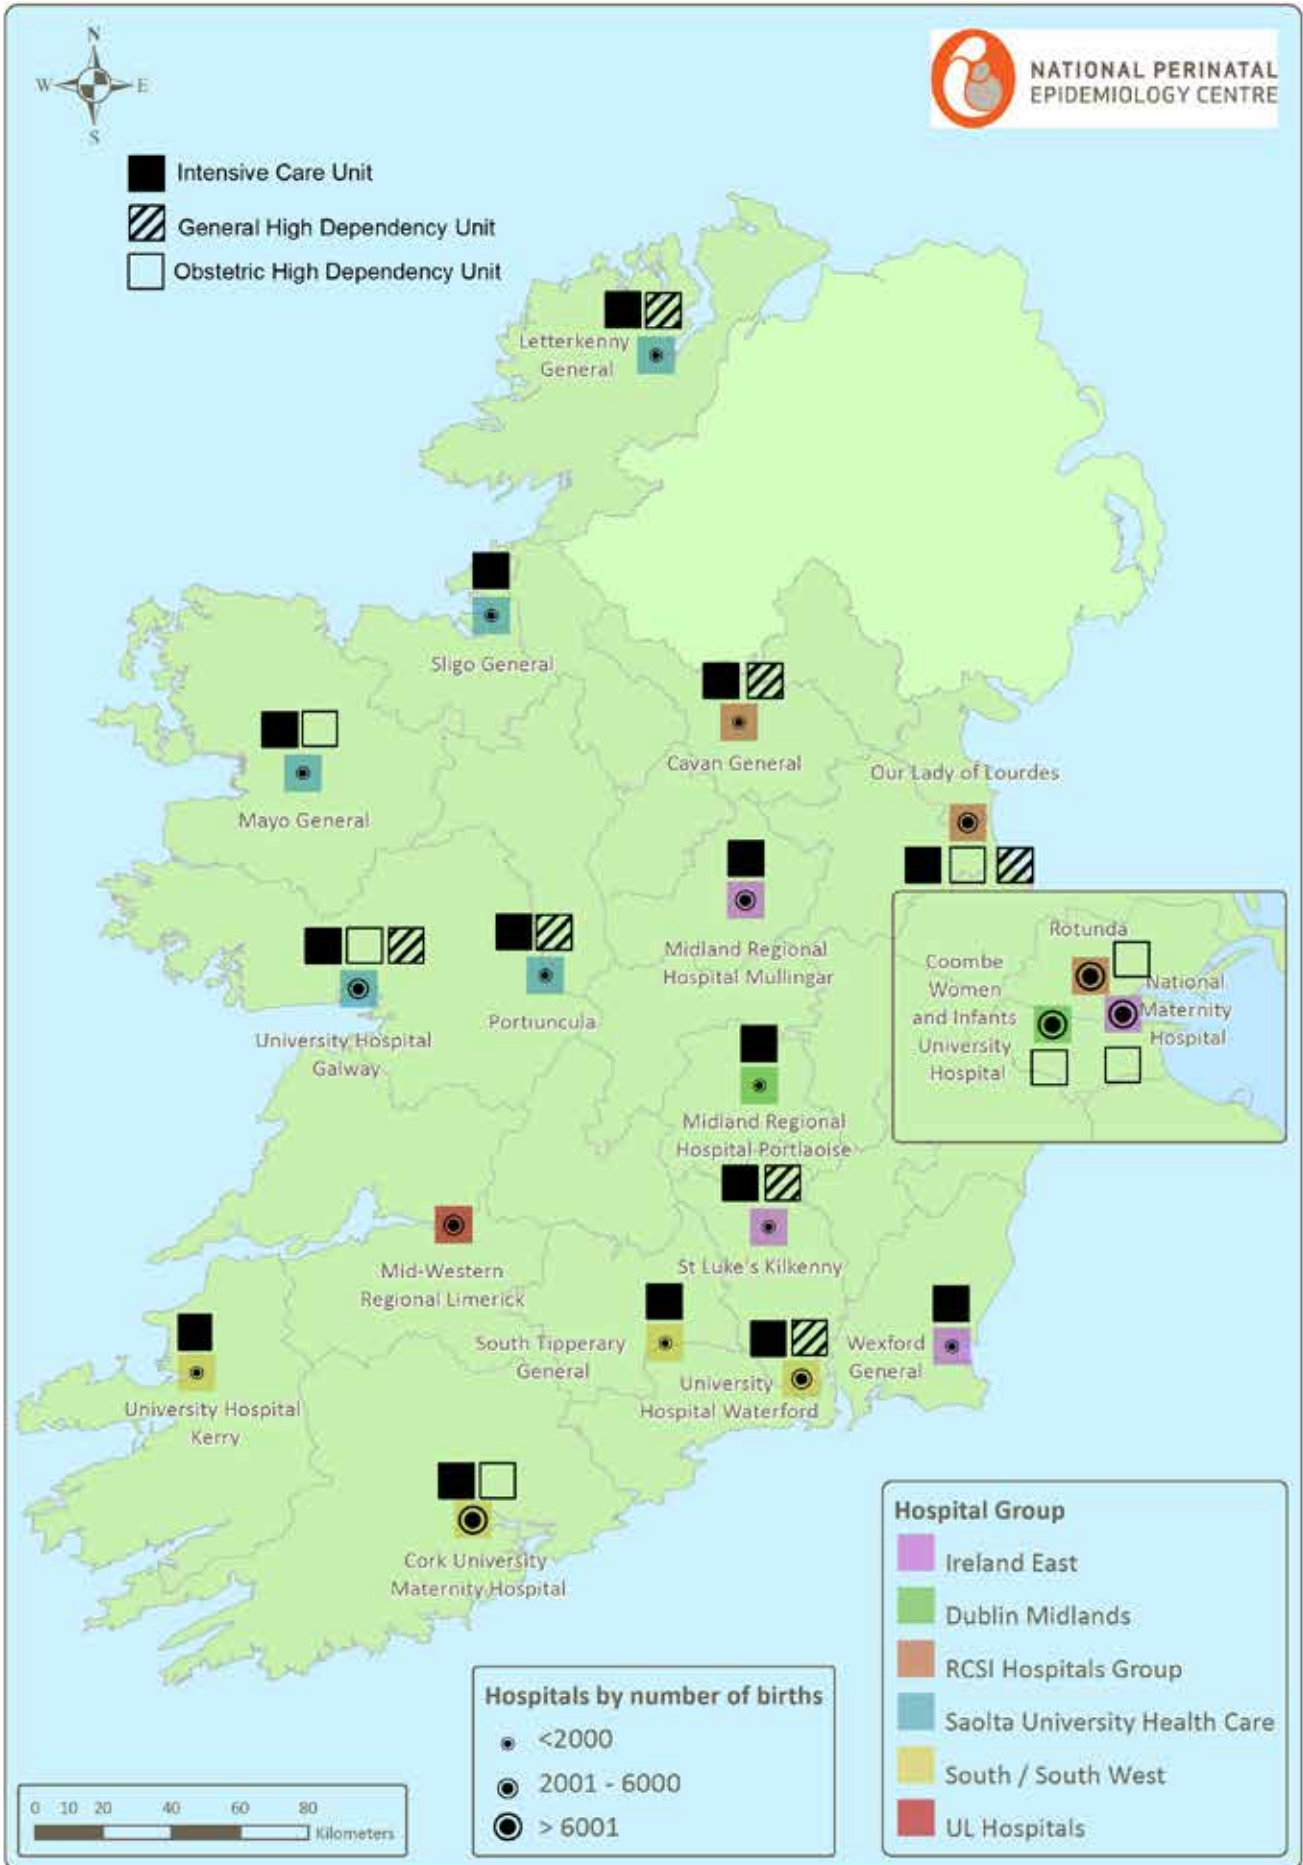 N
W E
S
NATIONAL PERINATAL
EPIDEMIOLOGY CENTRE
Intensive Care Unit
General High Dependency Unit
Obstetric High Dependency Unit
Letterkenny
General
Sligo General
Cavan General
Our Lady of Lourdes
Mayo General
Midland Regional
Hospital Mullingar
Rotunda
Coombe
Women
and Infants
University
Hospital
National
Maternity
Hospital
Portiuncula
University Hospital
Galway
Midland Regional
Hospital Portlaoise
St Luke's Kilkenny
Mid-Western
Regional Limerick
South Tipperary
General
Wexford
General
University
Hospital Waterford
University Hospital
Kerry
Cork University
Maternity Hospital
Hospital Group
Ireland East
Dublin Midlands
RCSI Hospitals Group
Saolta University Health Care
South / South West
UL Hospitals
Hospitals by number of births
<2000
2001 - 6000
> 6001
0 10 20 40 60 80
Kilometers